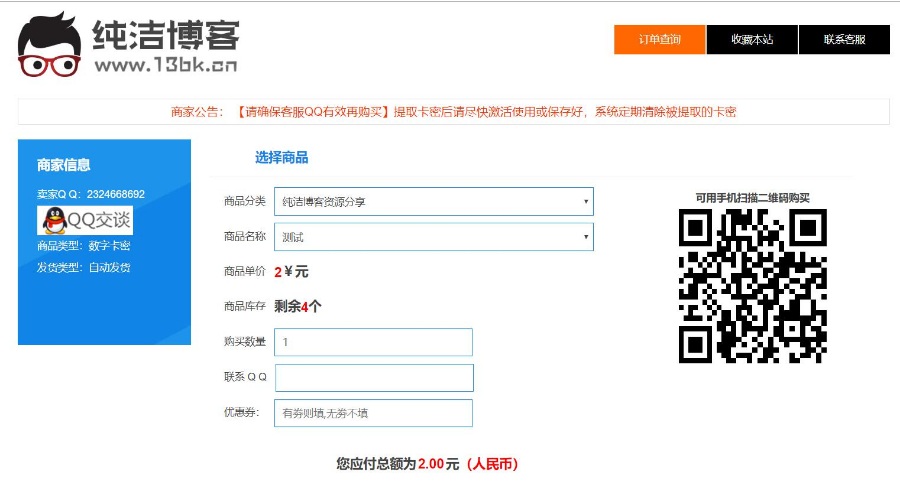 纯洁博客
www.13bk.cn
订单查询
收藏本站
联系客服
商家公告： 【请确保客服QQ有效再购买】提取卡密后请尽快激活使用或保存好，系统定期清除被提取的卡密
商家信息
卖家Q Q：2324668692
QQ交谈
商品类型：数字卡密
发货类型：自动发货
选择商品
商品分类 纯洁博客资源分享
商品名称 测试
商品单价 2￥元
商品库存 剩余4个
购买数量 1
联系 Q Q
优惠券： 有券则填,无券不填
可用手机扫描二维码购买
您应付总额为2.00元（人民币）